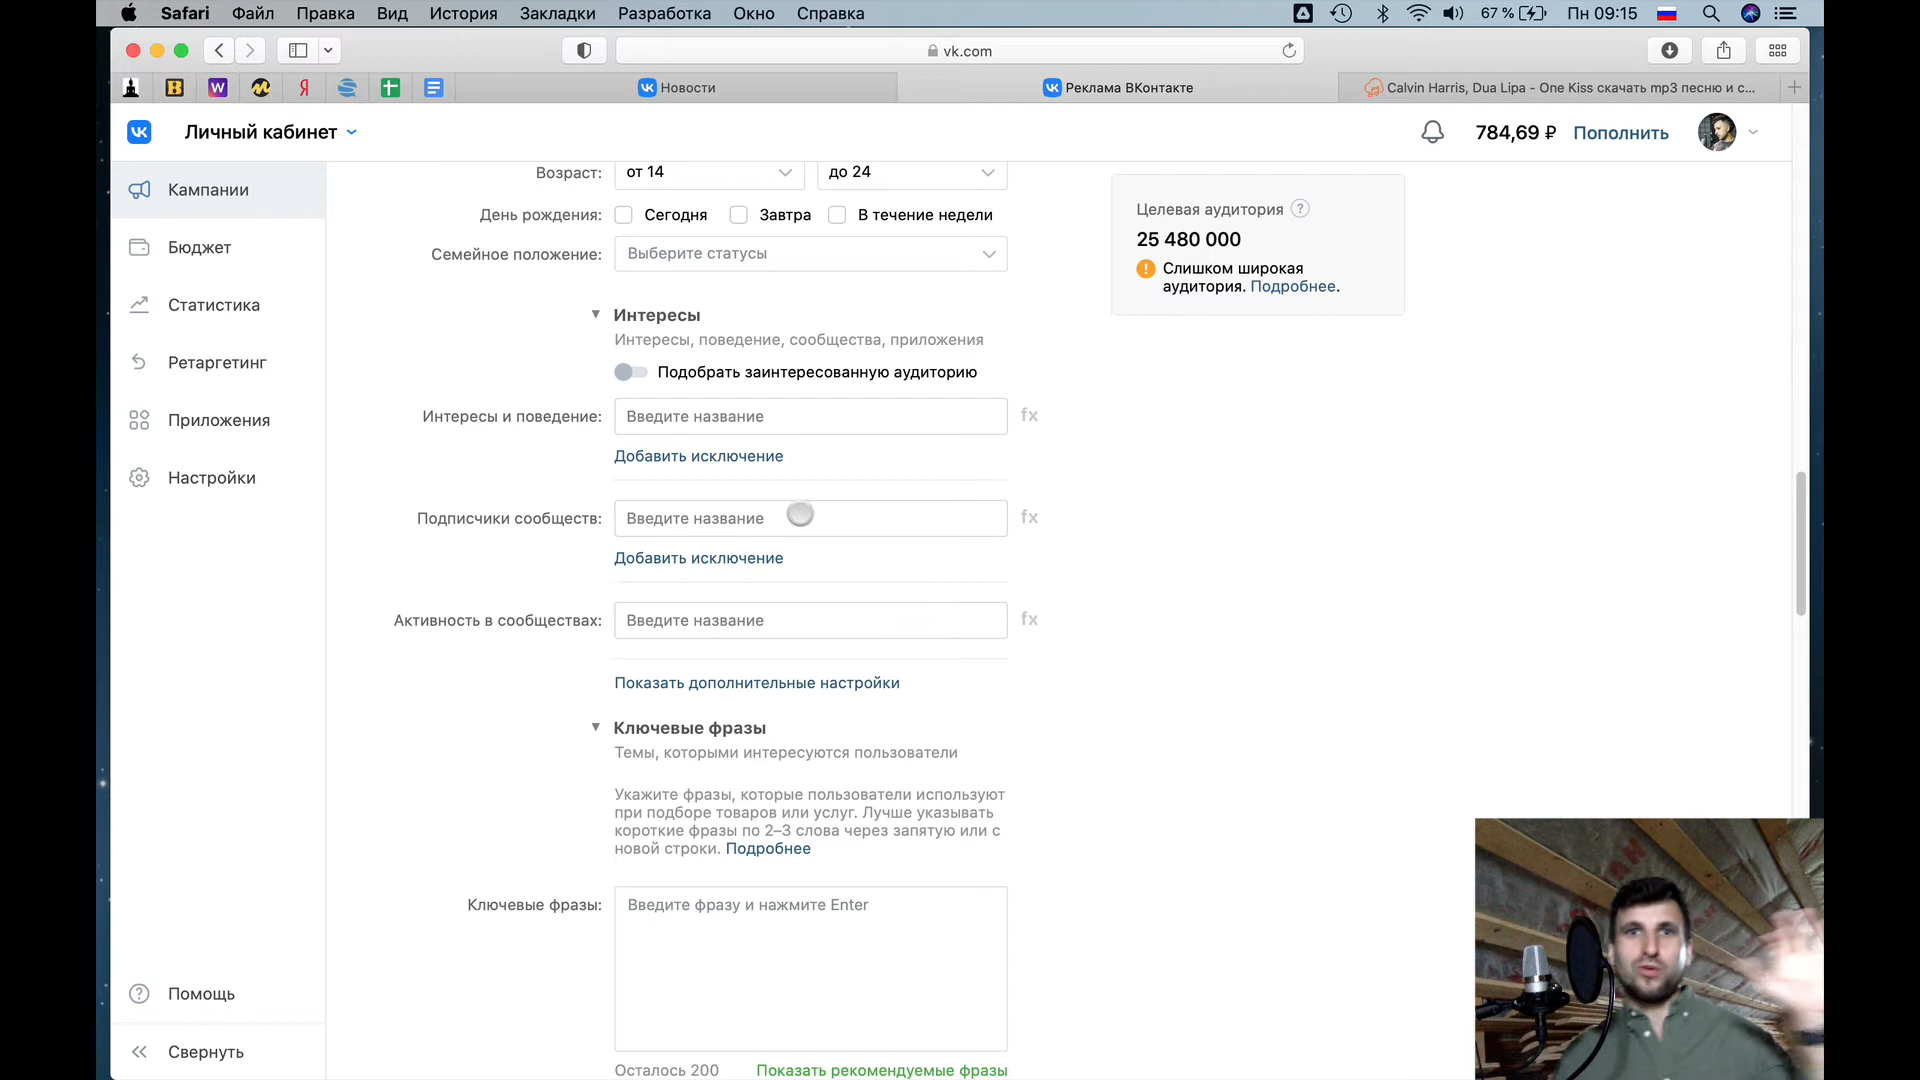 Safari Файл Правка Вид История Закладки Разработка Окно Справка 67 % Пн 09:15
vk.com
Новости Реклама ВКонтакте Calvin Harris, Dua Lipa - One Kiss скачать mp3 песню и с...
Личный кабинет 784,69 ₽ Пополнить
Кампании
Бюджет
Статистика
Ретаргетинг
Приложения
Настройки
Помощь
Свернуть
Возраст: от 14 до 24
День рождения: Сегодня Завтра В течение недели
Семейное положение: Выберите статусы
Интересы
Интересы, поведение, сообщества, приложения
Подобрать заинтересованную аудиторию
Интересы и поведение: Введите название fx
Добавить исключение
Подписчики сообществ: Введите название fx
Добавить исключение
Активность в сообществах: Введите название fx
Показать дополнительные настройки
Ключевые фразы
Темы, которыми интересуются пользователи
Укажите фразы, которые пользователи используют
при подборе товаров или услуг. Лучше указывать
короткие фразы по 2–3 слова через запятую или с
новой строки. Подробнее
Ключевые фразы: Введите фразу и нажмите Enter
Осталось 200 Показать рекомендуемые фразы
Целевая аудитория ?
25 480 000
Слишком широкая
аудитория. Подробнее.